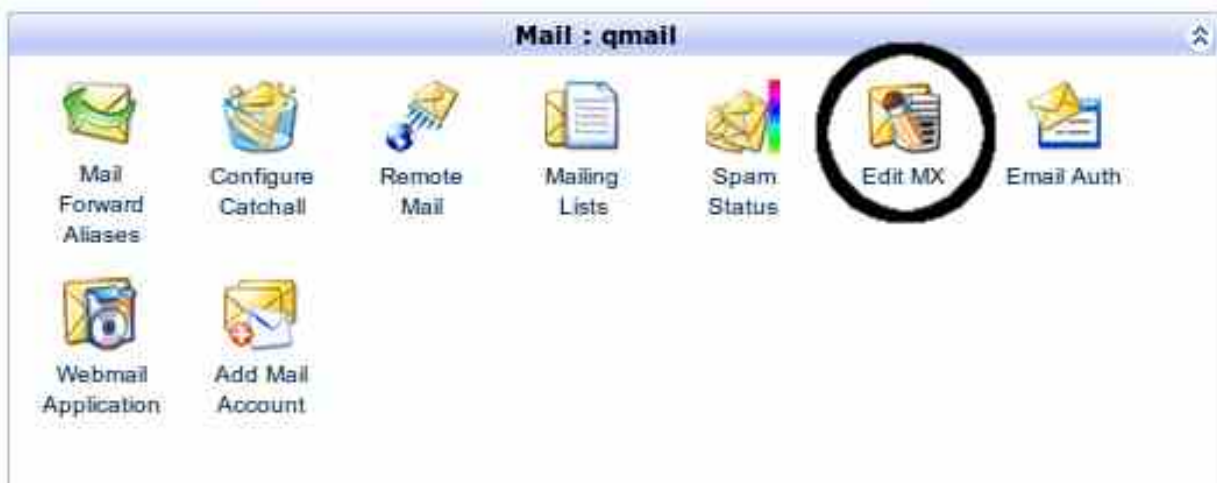 Mail : qmail
Mail
Forward
Aliases
Configure
Catchall
Remote
Mail
Mailing
Lists
Spam
Status
Edit MX
Email Auth
Webmail
Application
Add Mail
Account